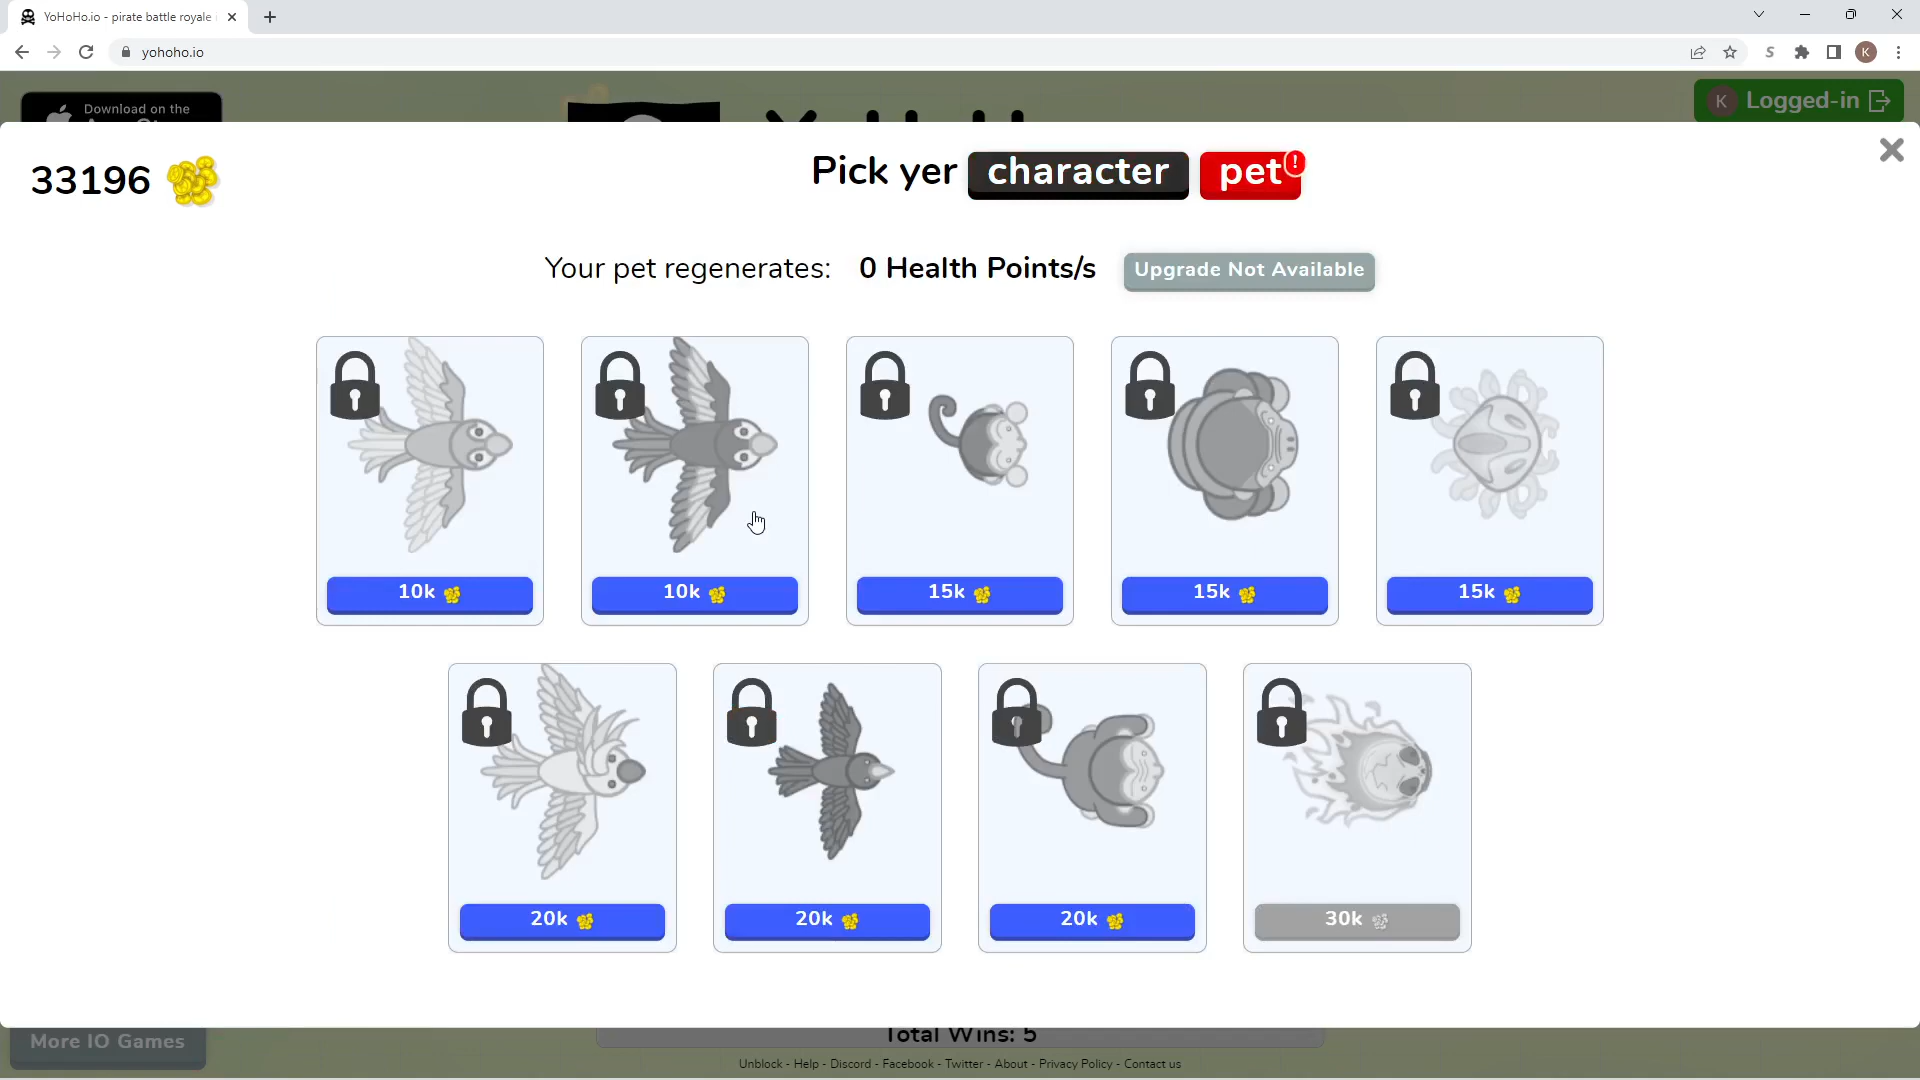 YoHoHo.io - pirate battle royale
yohoho.io
K
Download on the
K Logged-in
33196
Pick yer character pet !
Your pet regenerates: 0 Health Points/s Upgrade Not Available
10k 10k 15k 15k 15k
20k 20k 20k 30k
More IO Games
Total Wins: 5
Unblock - Help - Discord - Facebook - Twitter - About - Privacy Policy - Contact us